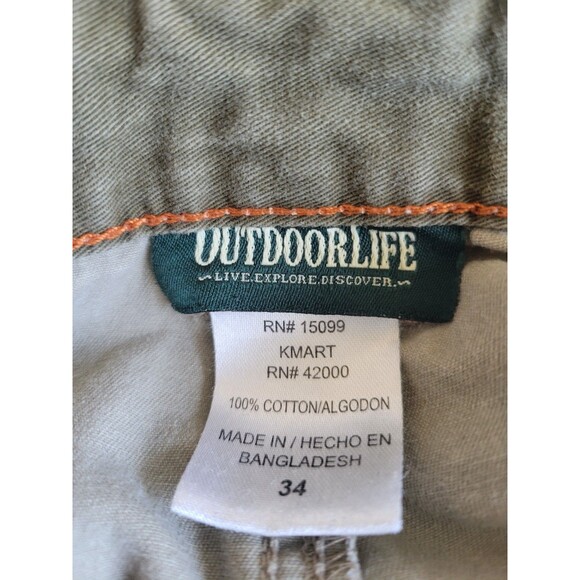 OUTDOORLIFE
~LIVE.EXPLORE.DISCOVER.~
RN# 15099
KMART
RN# 42000
100% COTTON/ALGODON
MADE IN / HECHO EN
BANGLADESH
34